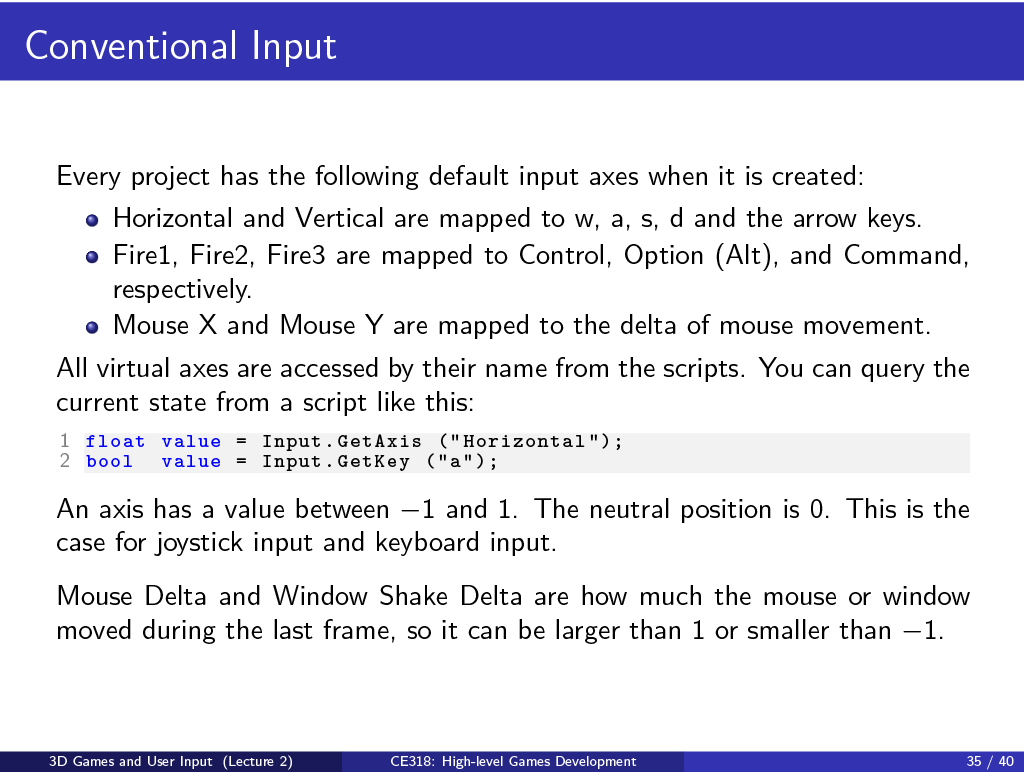 Conventional Input
Every project has the following default input axes when it is created:
Horizontal and Vertical are mapped to w, a, s, d and the arrow keys.
Fire1, Fire2, Fire3 are mapped to Control, Option (Alt), and Command,
respectively.
Mouse X and Mouse Y are mapped to the delta of mouse movement.
All virtual axes are accessed by their name from the scripts. You can query the
current state from a script like this:
1 float value = Input.GetAxis ("Horizontal");
2 bool  value = Input.GetKey ("a");
An axis has a value between −1 and 1. The neutral position is 0. This is the
case for joystick input and keyboard input.
Mouse Delta and Window Shake Delta are how much the mouse or window
moved during the last frame, so it can be larger than 1 or smaller than −1.
3D Games and User Input (Lecture 2) CE318: High-level Games Development 35 / 40